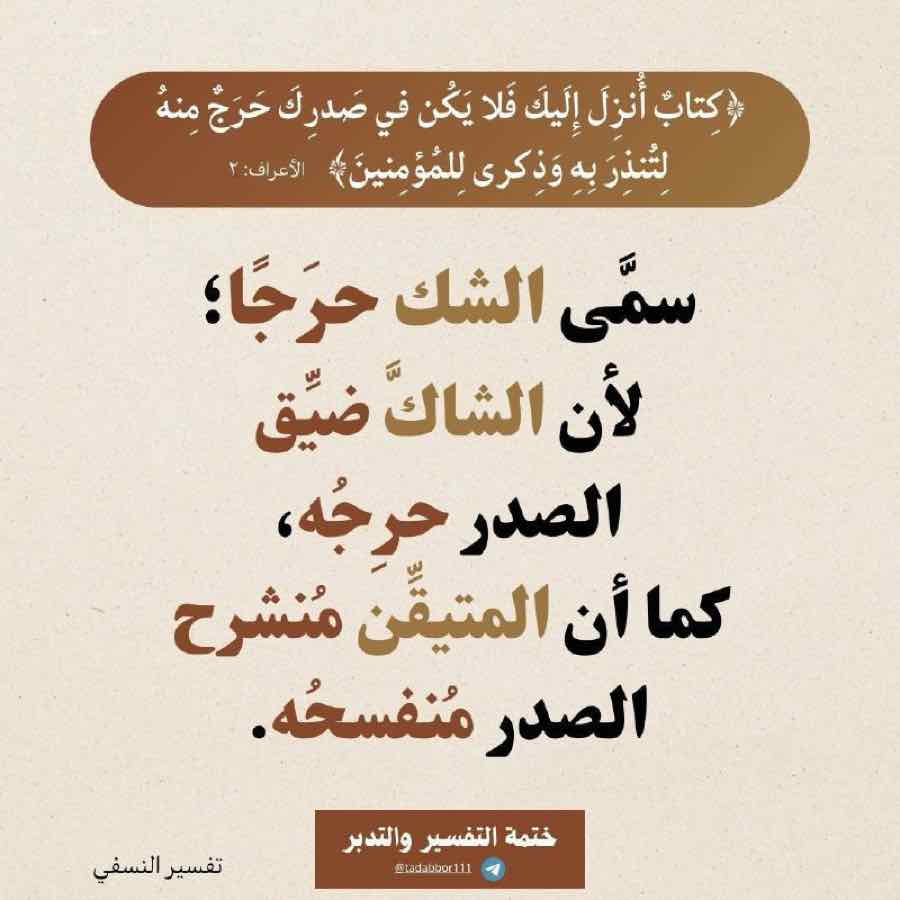 ﴿كِتابٌ أُنزِلَ إِلَيكَ فَلا يَكُن في صَدرِكَ حَرَجٌ مِنهُ
لِتُنذِرَ بِهِ وَذِكرى لِلمُؤمِنينَ﴾ الأعراف: ٢
سمَّى الشك حرَجًا؛
لأن الشاكَّ ضيِّق
الصدر حرِجُه،
كما أن المتيقِّن مُنشرح
الصدر مُنفسحُه.
ختمة التفسير والتدبر
@tadabbor111
تفسير النسفي